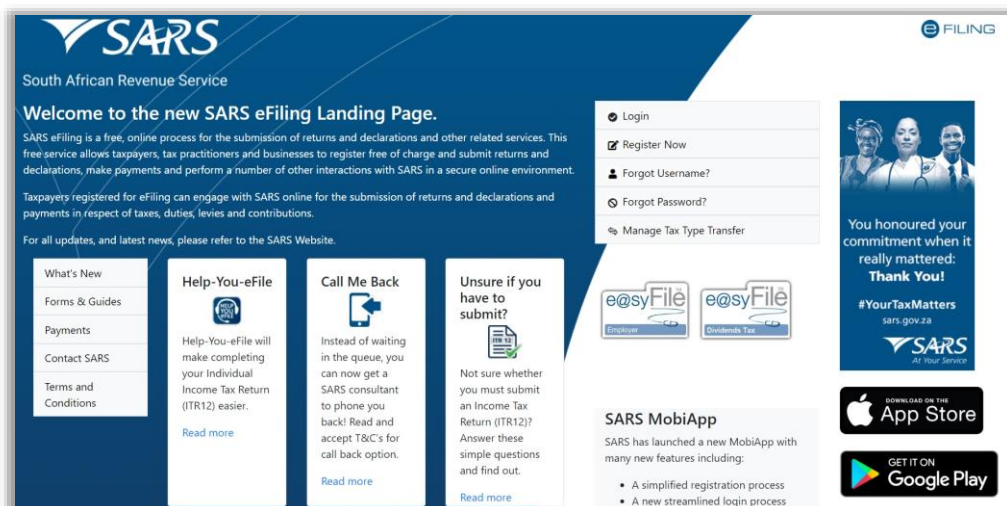 SARS
South African Revenue Service
e FILING
Welcome to the new SARS eFiling Landing Page.
SARS eFiling is a free, online process for the submission of returns and declarations and other related services. This
free service allows taxpayers, tax practitioners and businesses to register free of charge and submit returns and
declarations, make payments and perform a number of other interactions with SARS in a secure online environment.
Taxpayers registered for eFiling can engage with SARS online for the submission of returns and declarations and
payments in respect of taxes, duties, levies and contributions.
For all updates, and latest news, please refer to the SARS Website.
What's New
Forms & Guides
Payments
Contact SARS
Terms and
Conditions
Help-You-eFile
HELP
YOU
eFILE
Help-You-eFile will
make completing
your Individual
Income Tax Return
(ITR12) easier.
Read more
Call Me Back
Instead of waiting
in the queue, you
can now get a
SARS consultant
to phone you
back! Read and
accept T&C's for
call back option.
Read more
Unsure if you
have to
submit?
ITR 12
Not sure whether
you must submit
an Income Tax
Return (ITR12)?
Answer these
simple questions
and find out.
Read more
Login
Register Now
Forgot Username?
Forgot Password?
Manage Tax Type Transfer
e@syFile
Employer
e@syFile
Dividends Tax
SARS MobiApp
SARS has launched a new MobiApp with
many new features including:
• A simplified registration process
• A new streamlined login process
You honoured your
commitment when it
really mattered:
Thank You!
#YourTaxMatters
sars.gov.za
SARS
At Your Service
DOWNLOAD ON THE
App Store
GET IT ON
Google Play